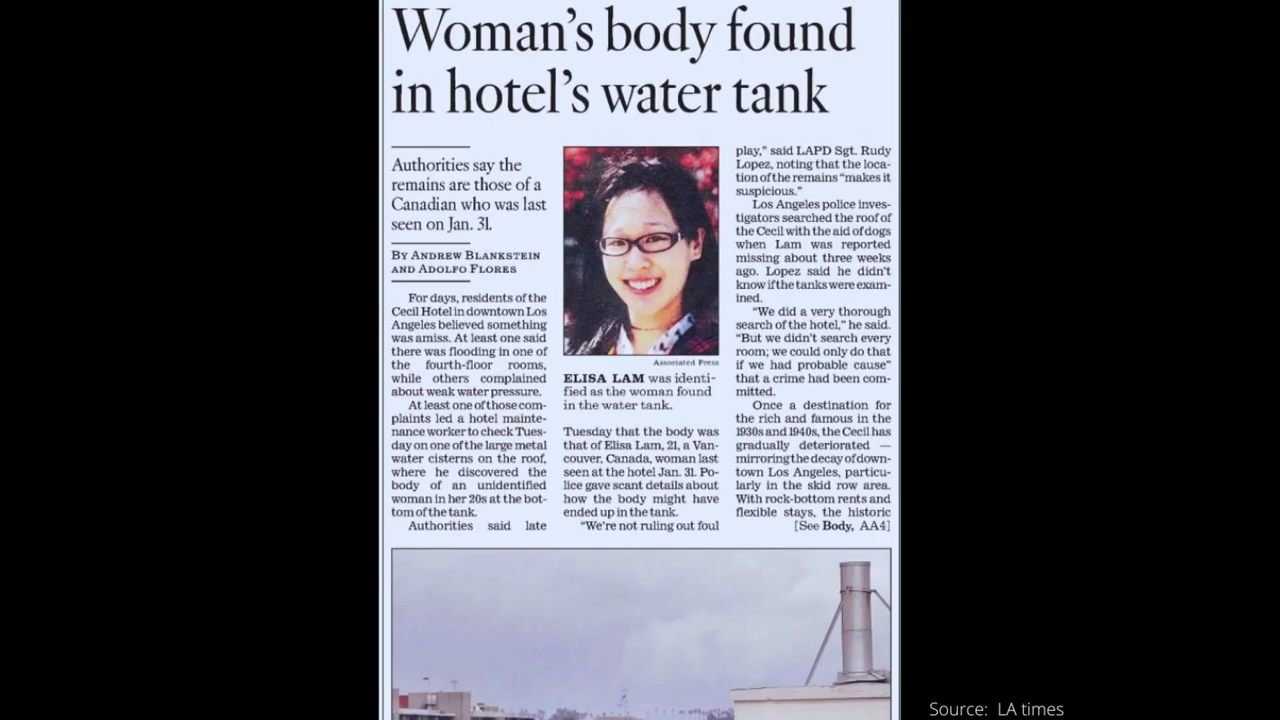 Woman's body found
in hotel's water tank
Authorities say the
remains are those of a
Canadian who was last
seen on Jan. 31.
BY ANDREW BLANKSTEIN
AND ADOLFO FLORES
For days, residents of the
Cecil Hotel in downtown Los
Angeles believed something
was amiss. At least one said
there was flooding in one of
the fourth-floor rooms,
while others complained
about weak water pressure.
At least one of those com-
plaints led a hotel mainte-
nance worker to check Tues-
day on one of the large metal
water cisterns on the roof,
where he discovered the
body of an unidentified
woman in her 20s at the bot-
tom of the tank.
Authorities said late
Associated Press
ELISA LAM was identi-
fied as the woman found
in the water tank.
Tuesday that the body was
that of Elisa Lam, 21, a Van-
couver, Canada, woman last
seen at the hotel Jan. 31. Po-
lice gave scant details about
how the body might have
ended up in the tank.
"We're not ruling out foul
play," said LAPD Sgt. Rudy
Lopez, noting that the loca-
tion of the remains "makes it
suspicious."
Los Angeles police inves-
tigators searched the roof of
the Cecil with the aid of dogs
when Lam was reported
missing about three weeks
ago. Lopez said he didn't
know if the tanks were exam-
ined.
"We did a very thorough
search of the hotel," he said.
"But we didn't search every
room; we could only do that
if we had probable cause"
that a crime had been com-
mitted.
Once a destination for
the rich and famous in the
1930s and 1940s, the Cecil has
gradually deteriorated —
mirroring the decay of down-
town Los Angeles, particu-
larly in the skid row area.
With rock-bottom rents and
flexible stays, the historic
[See Body, AA4]
Source: LA times